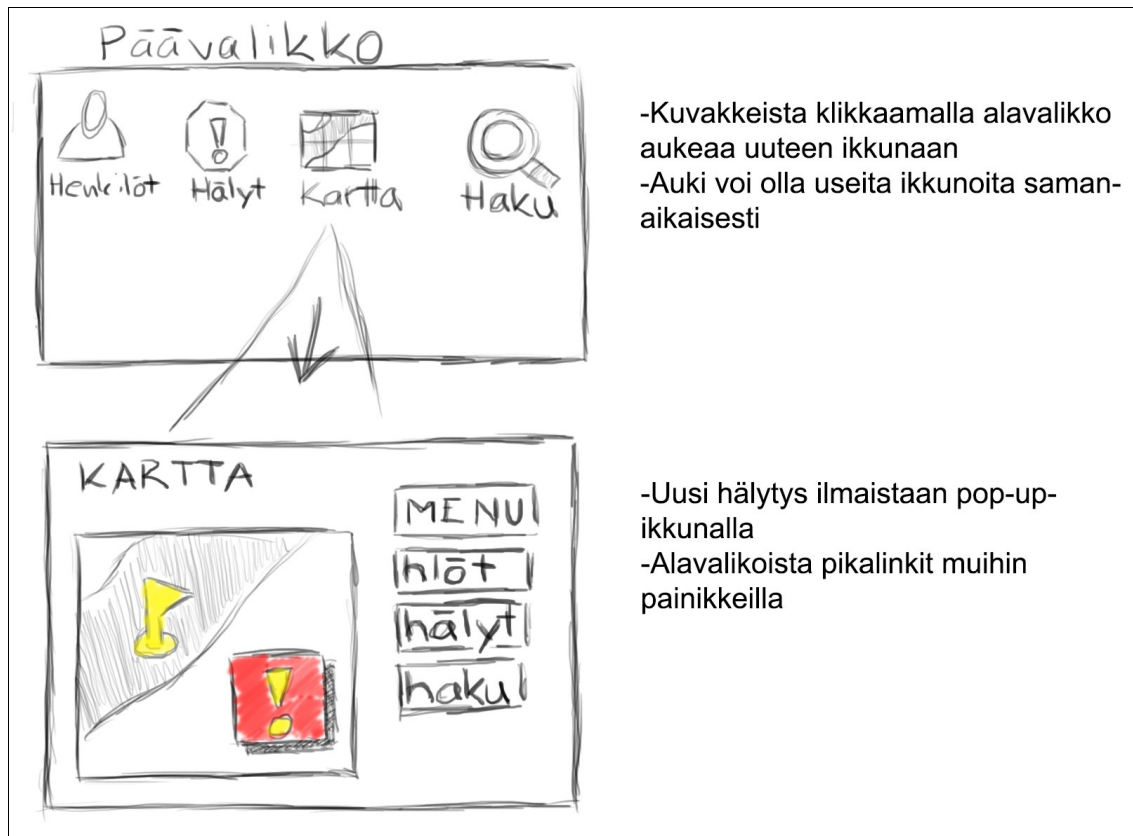 Päävalikko
Henkilöt Hälyt Kartta Haku
-Kuvakkeista klikkaamalla alavalikko
aukeaa uuteen ikkunaan
-Auki voi olla useita ikkunoita saman-
aikaisesti
KARTTA
MENU
hlöt
hälyt
haku
-Uusi hälytys ilmaistaan pop-up-
ikkunalla
-Alavalikoista pikalinkit muihin
painikkeilla